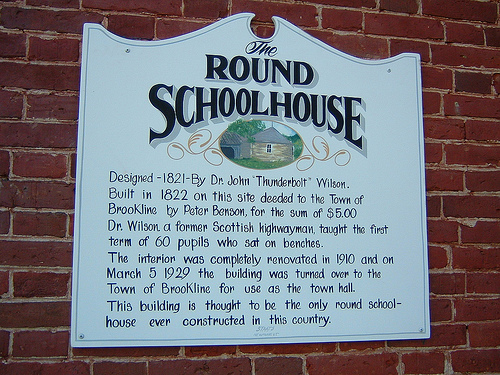 The
ROUND
SCHOOLHOUSE
Designed - 1821 - By Dr. John "Thunderbolt" Wilson.
Built in 1822 on this site deeded to the Town of
Brookline by Peter Benson, for the sum of $5.00
Dr. Wilson, a former Scottish highwayman, taught the first
term of 60 pupils who sat on benches.
The interior was completely renovated in 1910 and on
March 5 1929 the building was turned over to the
Town of Brookline for use as the town hall.
This building is thought to be the only round school-
house ever constructed in this country.